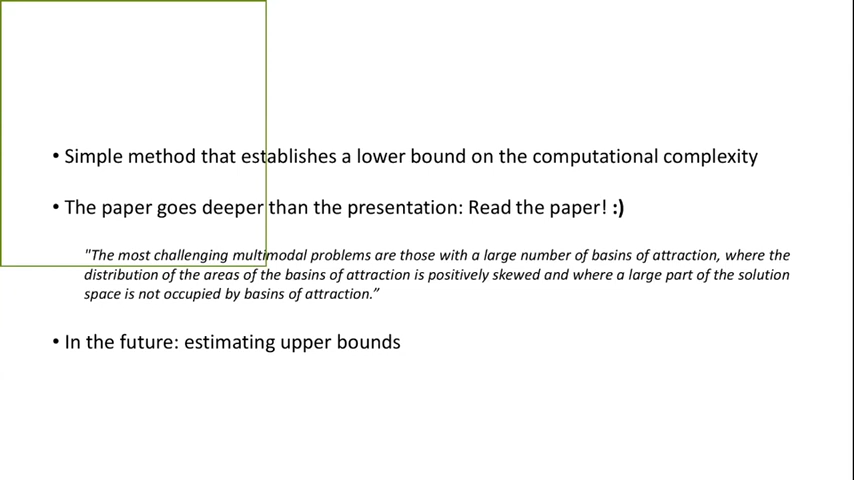 • Simple method that establishes a lower bound on the computational complexity
• The paper goes deeper than the presentation: Read the paper! :)
"The most challenging multimodal problems are those with a large number of basins of attraction, where the
distribution of the areas of the basins of attraction is positively skewed and where a large part of the solution
space is not occupied by basins of attraction.”
• In the future: estimating upper bounds